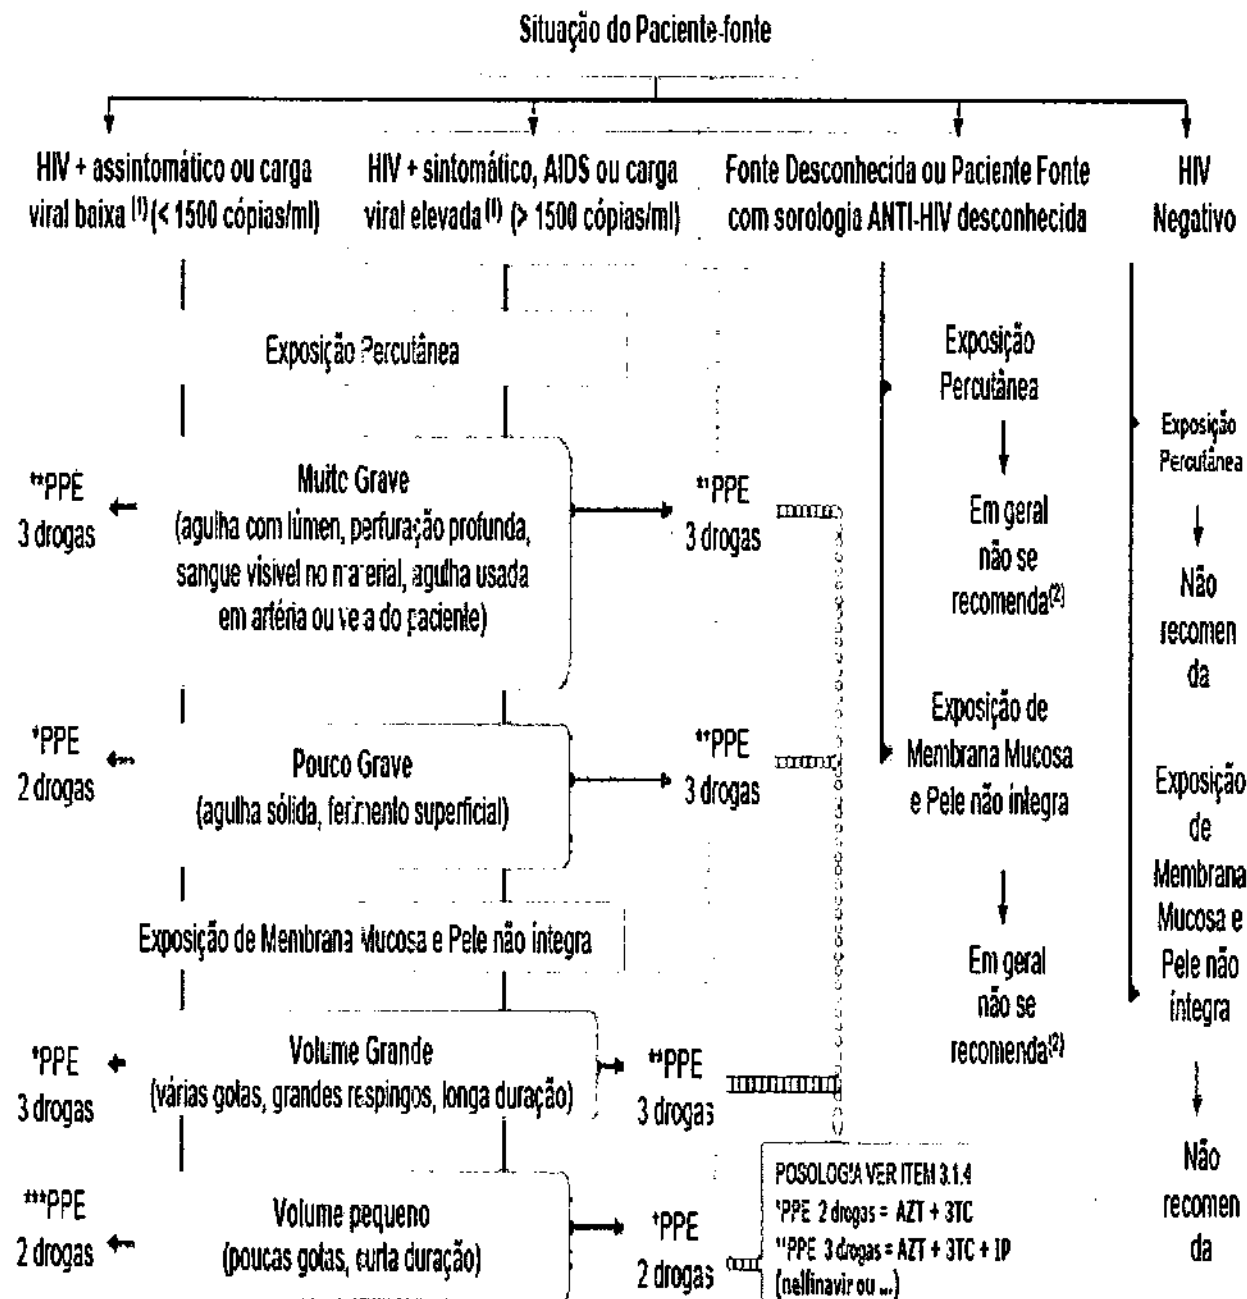 Situação do Paciente-fonte
HIV + assintomático ou carga
viral baixa (1) (< 1500 cópias/ml)
HIV + sintomático, AIDS ou carga
viral elevada (1) (> 1500 cópias/ml)
Fonte Desconhecida ou Paciente Fonte
com sorologia ANTI-HIV desconhecida
HIV
Negativo
Exposição Percutânea
**PPE
3 drogas
Muito Grave
(agulha com lúmen, perfuração profunda,
sangue visível no material, agulha usada
em artéria ou veia do paciente)
**PPE
3 drogas
*PPE
2 drogas
Pouco Grave
(agulha sólida, ferimento superficial)
**PPE
3 drogas
Exposição de Membrana Mucosa e Pele não íntegra
*PPE
3 drogas
Volume Grande
(várias gotas, grandes respingos, longa duração)
**PPE
3 drogas
***PPE
2 drogas
Volume pequeno
(poucas gotas, curta duração)
*PPE
2 drogas
Exposição
Percutânea
Em geral
não se
recomenda(2)
Exposição de
Membrana Mucosa
e Pele não íntegra
Em geral
não se
recomenda(2)
Exposição
Percutânea
Não
recomen
da
Exposição
de
Membrana
Mucosa e
Pele não
íntegra
Não
recomen
da
POSOLOGIA VER ITEM 3.1.4
*PPE 2 drogas = AZT + 3TC
**PPE 3 drogas = AZT + 3TC + IP
(nelfinavir ou ...)